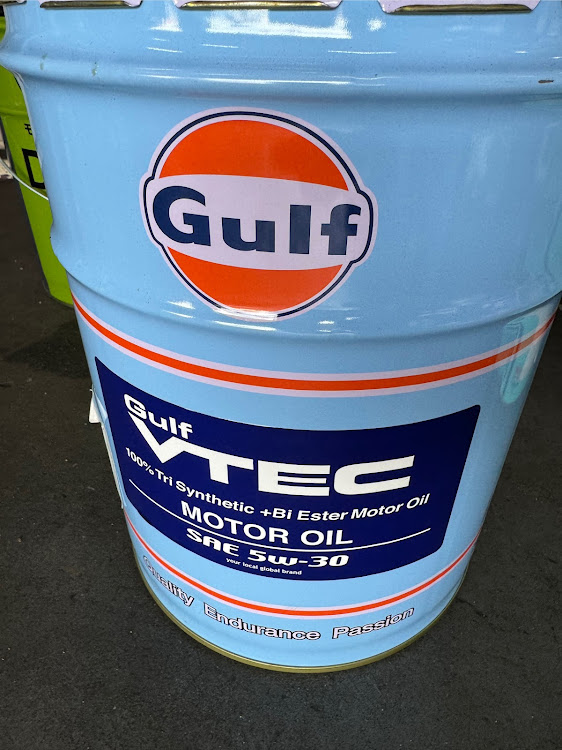 Gulf
Gulf
VTEC
100% Tri Synthetic +Bi Ester Motor Oil
MOTOR OIL
SAE 5W-30
your local global brand
Quality Endurance Passion
モ
D